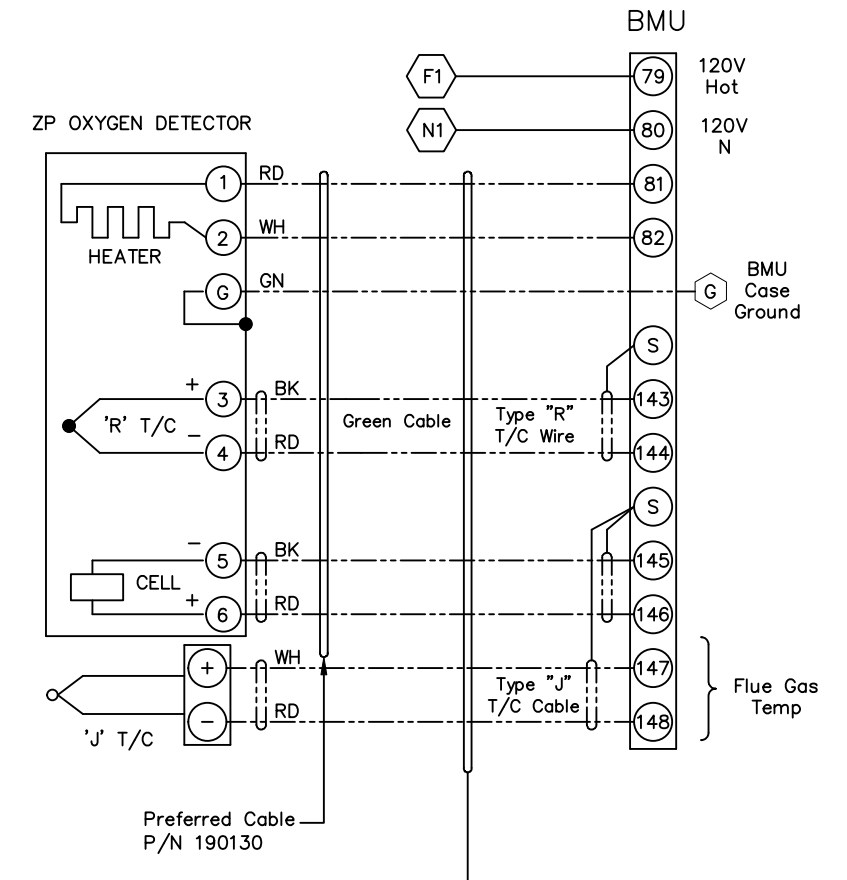 BMU
F1
79
120V
Hot
N1
80
120V
N
ZP OXYGEN DETECTOR
1
RD
81
2
WH
82
HEATER
G
GN
G
BMU
Case
Ground
S
+
3
BK
143
'R' T/C
Green Cable
Type "R"
T/C Wire
−
4
RD
144
S
−
5
BK
145
CELL
+
6
RD
146
+
WH
147
Type "J"
T/C Cable
Flue Gas
Temp
−
RD
148
'J' T/C
Preferred Cable
P/N 190130